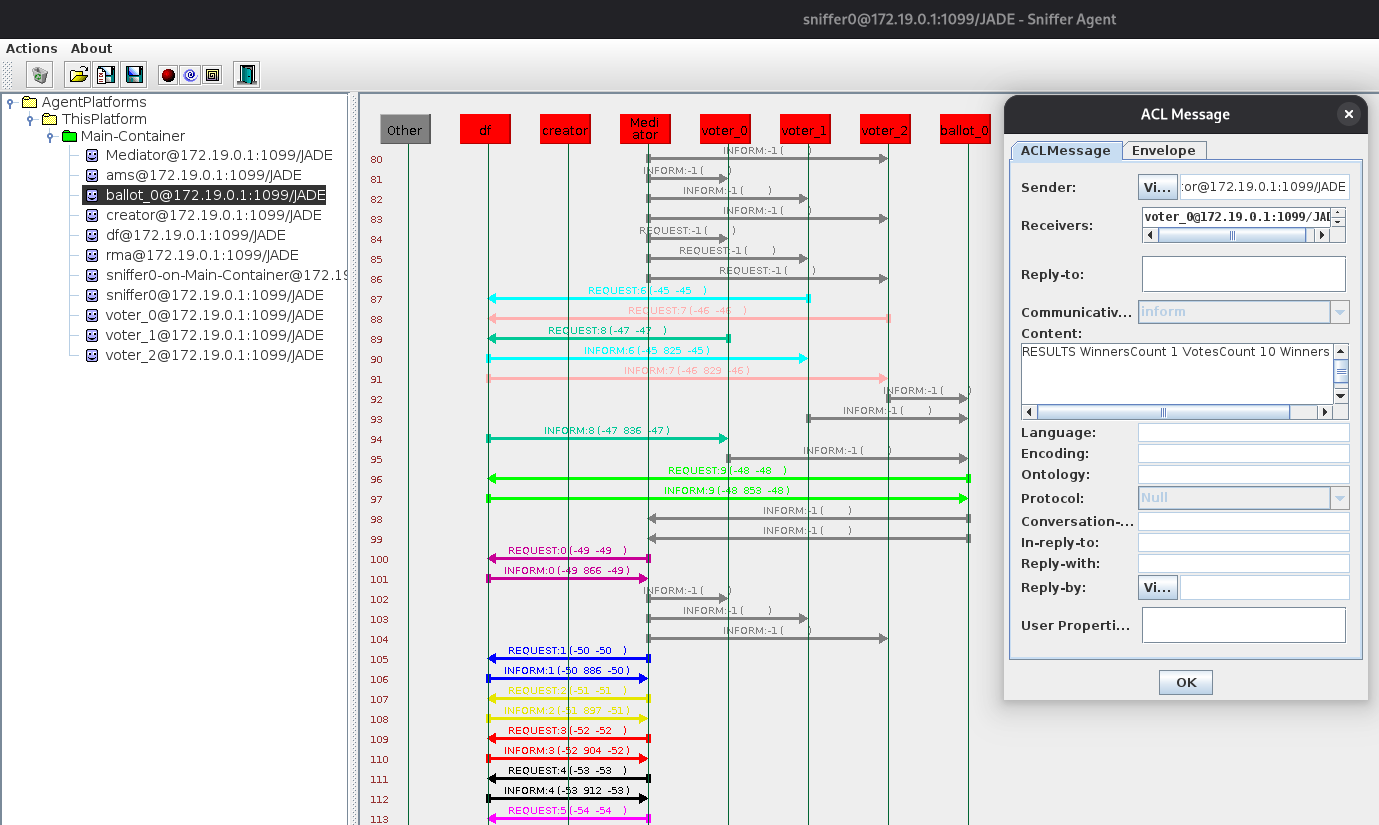 sniffer0@172.19.0.1:1099/JADE - Sniffer Agent
Actions About
AgentPlatforms
ThisPlatform
Main-Container
Mediator@172.19.0.1:1099/JADE
ams@172.19.0.1:1099/JADE
ballot_0@172.19.0.1:1099/JADE
creator@172.19.0.1:1099/JADE
df@172.19.0.1:1099/JADE
rma@172.19.0.1:1099/JADE
sniffer0-on-Main-Container@172.19
sniffer0@172.19.0.1:1099/JADE
voter_0@172.19.0.1:1099/JADE
voter_1@172.19.0.1:1099/JADE
voter_2@172.19.0.1:1099/JADE
Other df creator Medi ator voter_0 voter_1 voter_2 ballot_0
80 INFORM:-1 ( )
81 INFORM:-1 ( )
82 INFORM:-1 ( )
83 INFORM:-1 ( )
84 REQUEST:-1 ( )
85 REQUEST:-1 ( )
86 REQUEST:-1 ( )
87 REQUEST:6 (-45 -45 )
88 REQUEST:7 (-46 -46 )
89 REQUEST:8 (-47 -47 )
90 INFORM:6 (-45 825 -45 )
91 INFORM:7 (-46 829 -46 )
92 INFORM:-1 ( )
93 INFORM:-1 ( )
94 INFORM:8 (-47 836 -47 )
95 INFORM:-1 ( )
96 REQUEST:9 (-48 -48 )
97 INFORM:9 (-48 858 -48 )
98 INFORM:-1 ( )
99 INFORM:-1 ( )
100 REQUEST:0 (-49 -49 )
101 INFORM:0 (-49 866 -49 )
102 INFORM:-1 ( )
103 INFORM:-1 ( )
104 INFORM:-1 ( )
105 REQUEST:1 (-50 -50 )
106 INFORM:1 (-50 886 -50 )
107 REQUEST:2 (-51 -51 )
108 INFORM:2 (-51 897 -51 )
109 REQUEST:3 (-52 -52 )
110 INFORM:3 (-52 904 -52 )
111 REQUEST:4 (-53 -53 )
112 INFORM:4 (-53 912 -53 )
113 REQUEST:5 (-54 -54 )
ACL Message
ACLMessage Envelope
Sender: Vi... tor@172.19.0.1:1099/JADE
Receivers: voter_0@172.19.0.1:1099/JAD
Reply-to:
Communicativ... inform
Content:
RESULTS WinnersCount 1 VotesCount 10 Winners
Language:
Encoding:
Ontology:
Protocol: Null
Conversation-...
In-reply-to:
Reply-with:
Reply-by: Vi...
User Properti...
OK